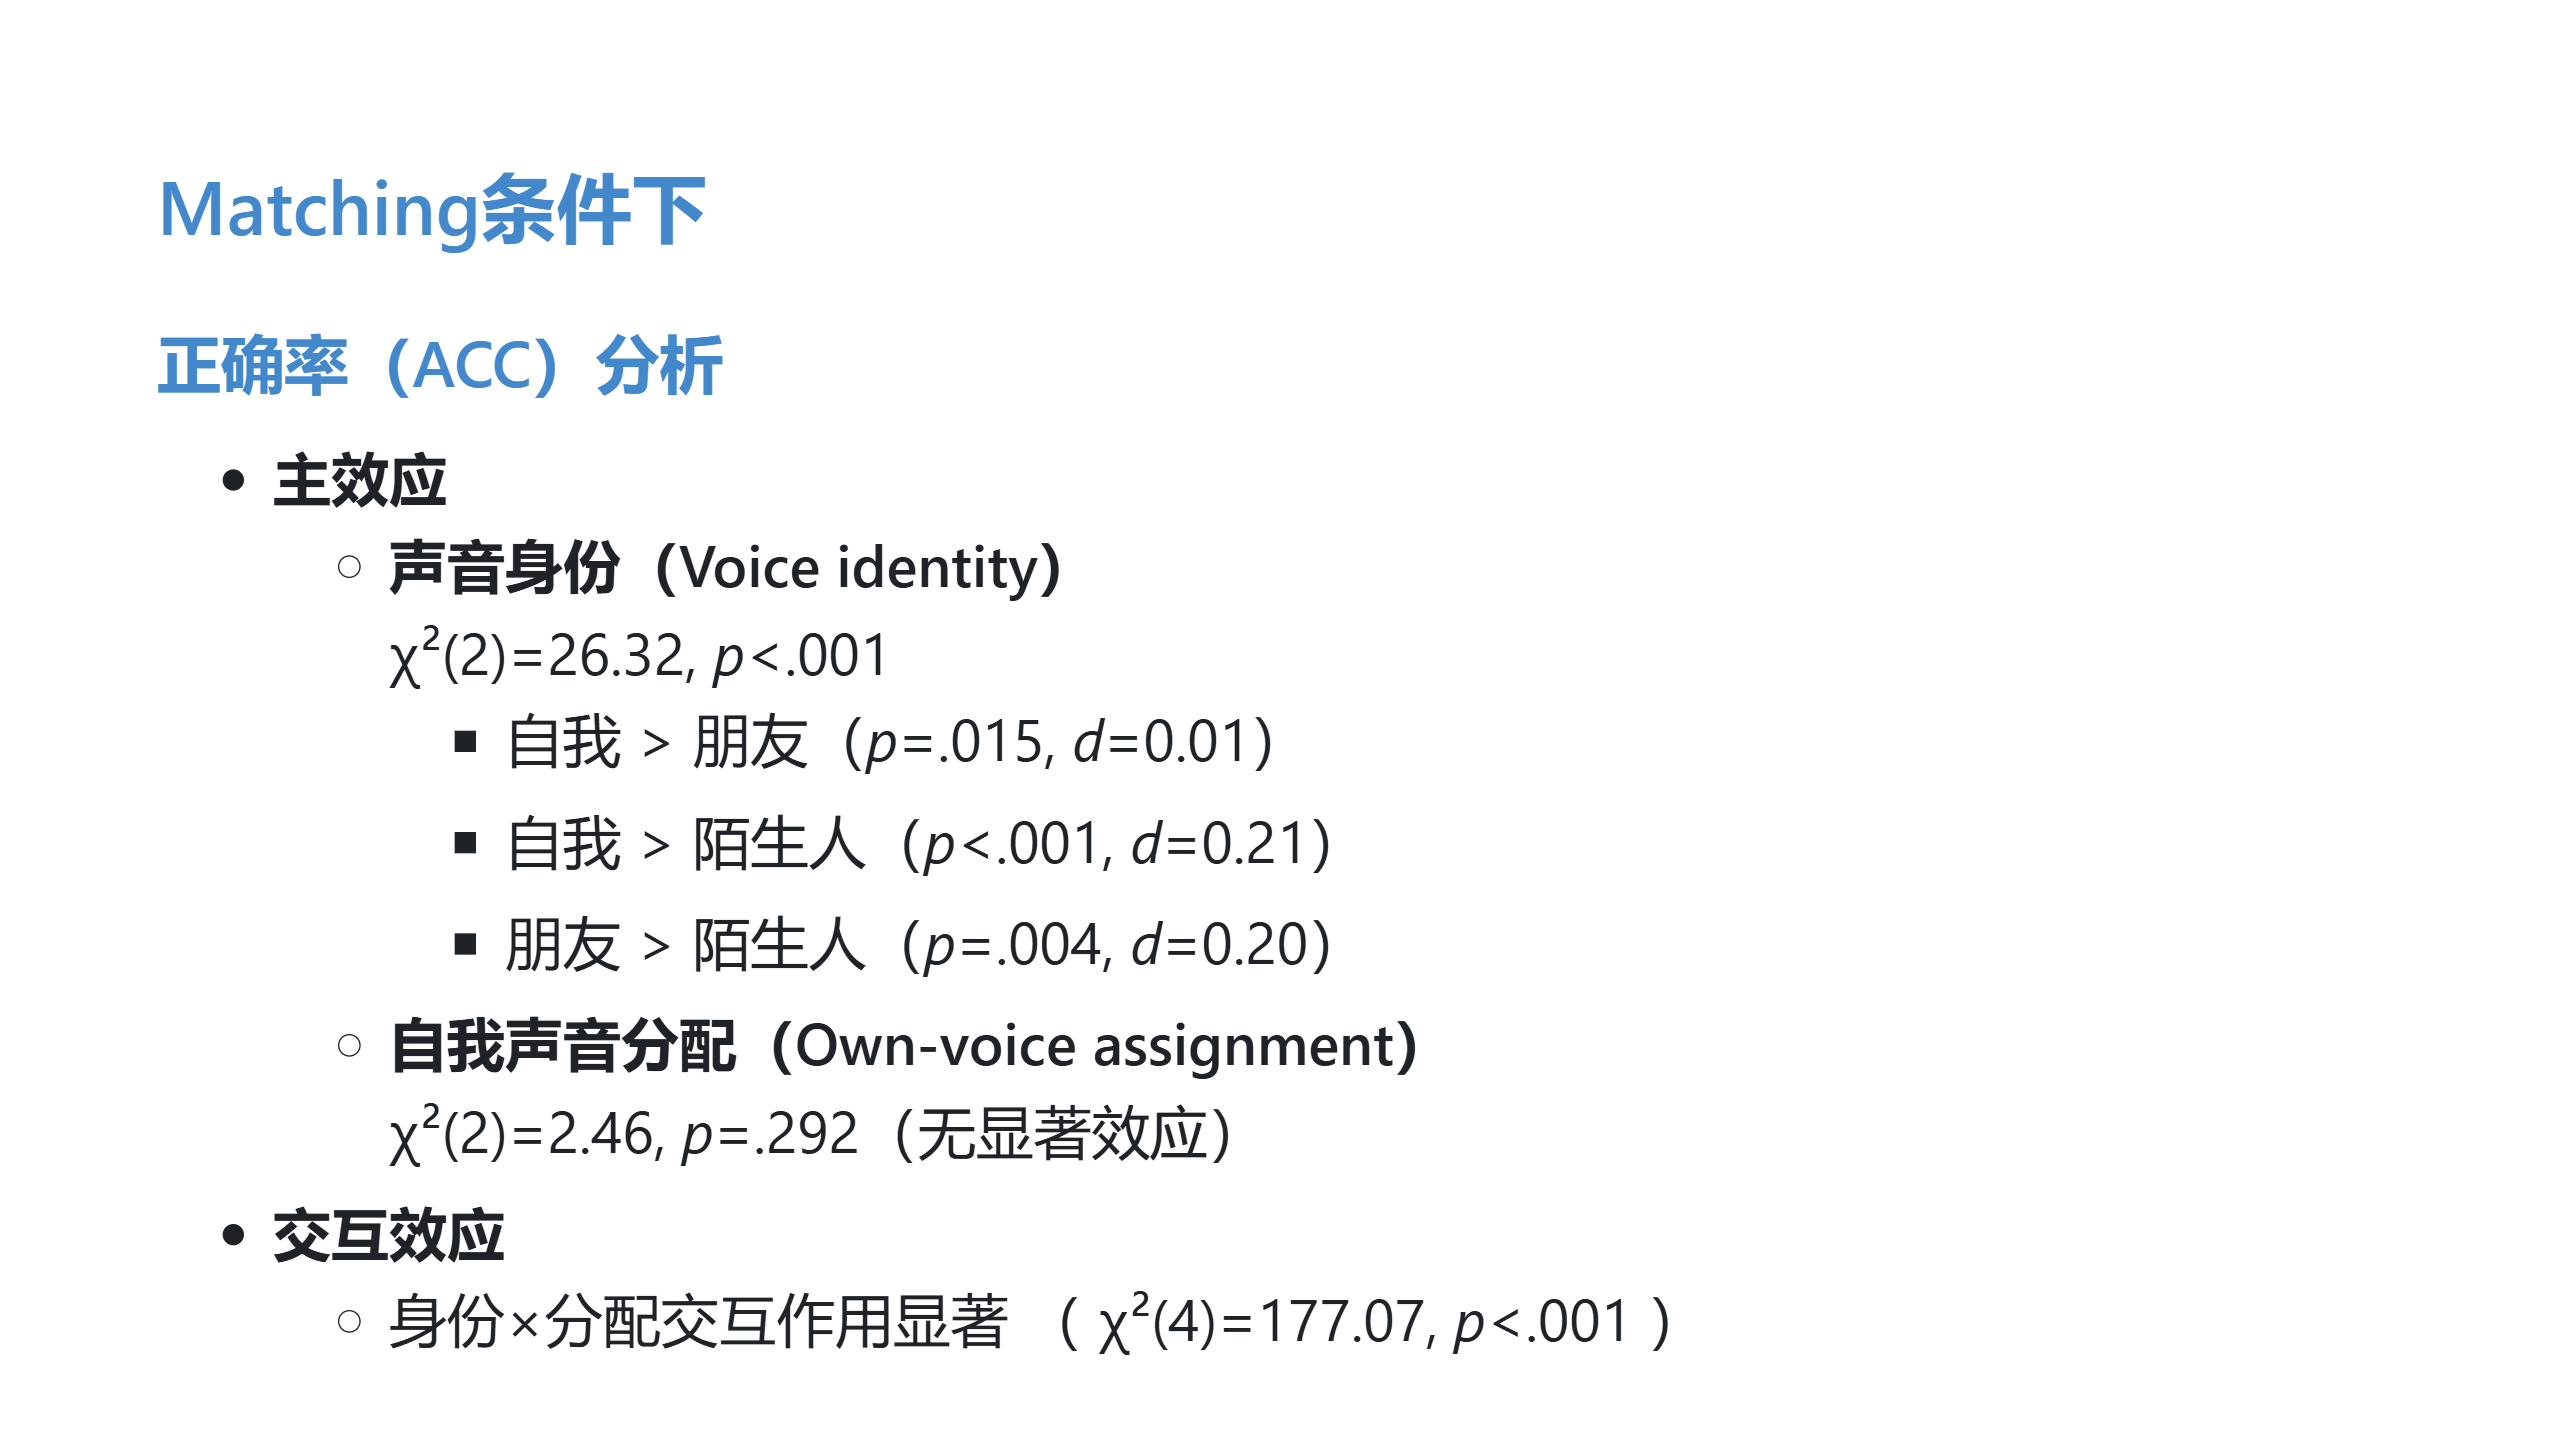 Matching条件下
正确率（ACC）分析
主效应
声音身份（Voice identity）
χ²(2)=26.32, p<.001
自我 > 朋友（p=.015, d=0.01）
自我 > 陌生人（p<.001, d=0.21）
朋友 > 陌生人（p=.004, d=0.20）
自我声音分配（Own-voice assignment）
χ²(2)=2.46, p=.292（无显著效应）
交互效应
身份×分配交互作用显著 （ χ²(4)=177.07, p<.001 ）